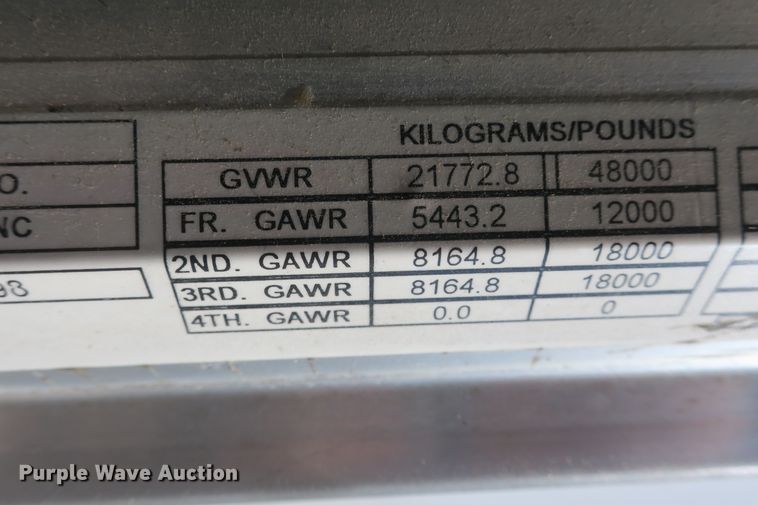 KILOGRAMS/POUNDS
O.
GVWR 21772.8 48000
NC
FR. GAWR 5443.2 12000
2ND. GAWR 8164.8 18000
98
3RD. GAWR 8164.8 18000
4TH. GAWR 0.0 0
Purple Wave Auction